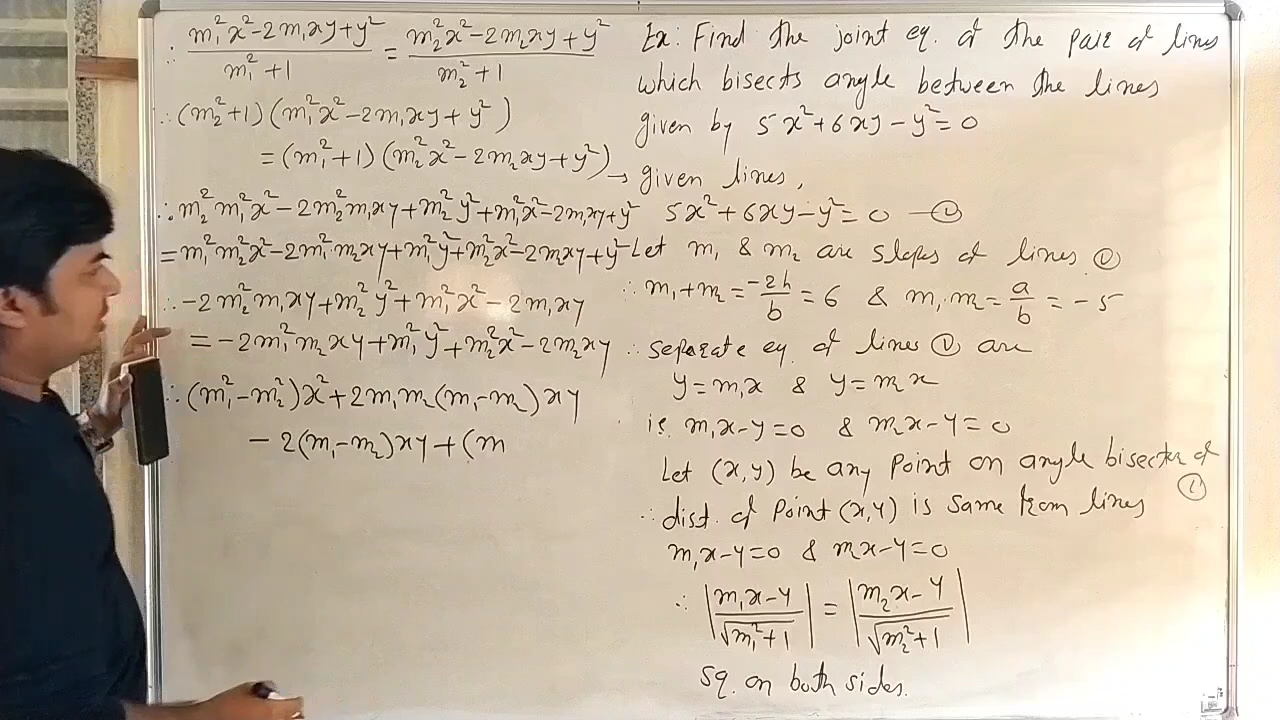 Ex: Find the joint eq. of the pair of lines
which bisects angle between the lines
given by 5x²+6xy-y²=0
→ given lines,
5x²+6xy-y²=0 —①
Let m₁ & m₂ are slopes of lines ①
∴ m₁+m₂ = -2h/b = 6 & m₁·m₂ = a/b = -5
∴ separate eq. of lines ① are
y=m₁x & y=m₂x
ie. m₁x-y=0 & m₂x-y=0
Let (x,y) be any point on angle bisector of ①
∴ dist. of point (x,y) is same from lines
m₁x-y=0 & m₂x-y=0
∴ |(m₁x-y)/√(m₁²+1)| = |(m₂x-y)/√(m₂²+1)|
sq. on both sides.
∴ (m₁²x²-2m₁xy+y²)/(m₁²+1) = (m₂²x²-2m₂xy+y²)/(m₂²+1)
∴ (m₂²+1)(m₁²x²-2m₁xy+y²)
=(m₁²+1)(m₂²x²-2m₂xy+y²)
∴ m₂²m₁²x²-2m₂²m₁xy+m₂²y²+m₁²x²-2m₁xy+y²
=m₁²m₂²x²-2m₁²m₂xy+m₁²y²+m₂²x²-2m₂xy+y²
∴ -2m₂²m₁xy+m₂²y²+m₁²x²-2m₁xy
=-2m₁²m₂xy+m₁²y²+m₂²x²-2m₂xy
∴ (m₁²-m₂²)x²+2m₁m₂(m₁-m₂)xy
-2(m₁-m₂)xy+(m